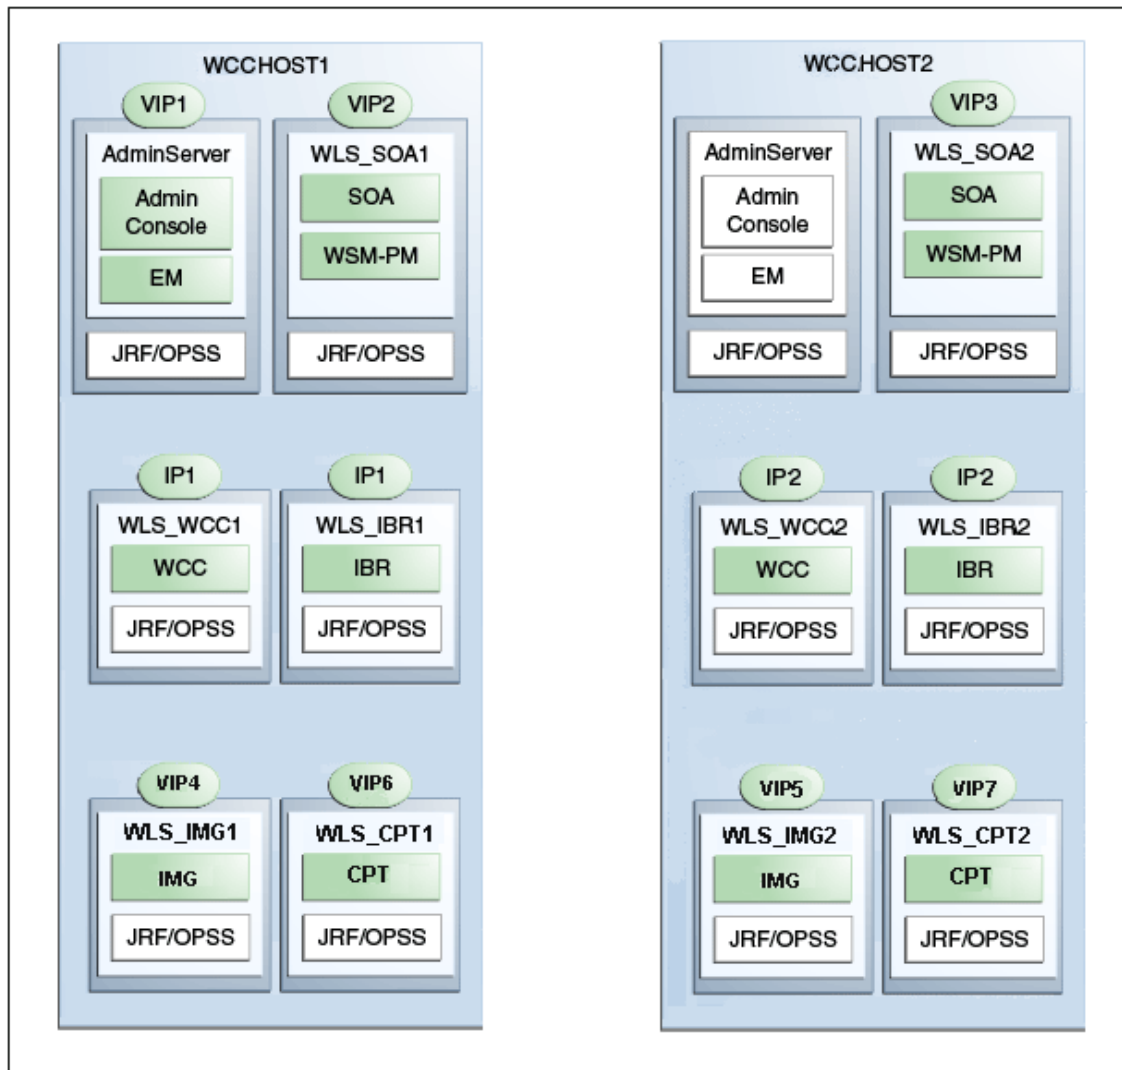 WCCHOST1
VIP1
VIP2
AdminServer
Admin
Console
EM
JRF/OPSS
WLS_SOA1
SOA
WSM-PM
JRF/OPSS
IP1
IP1
WLS_WCC1
WCC
JRF/OPSS
WLS_IBR1
IBR
JRF/OPSS
VIP4
VIP6
WLS_IMG1
IMG
JRF/OPSS
WLS_CPT1
CPT
JRF/OPSS
WCCHOST2
VIP3
AdminServer
Admin
Console
EM
JRF/OPSS
WLS_SOA2
SOA
WSM-PM
JRF/OPSS
IP2
IP2
WLS_WCC2
WCC
JRF/OPSS
WLS_IBR2
IBR
JRF/OPSS
VIP5
VIP7
WLS_IMG2
IMG
JRF/OPSS
WLS_CPT2
CPT
JRF/OPSS